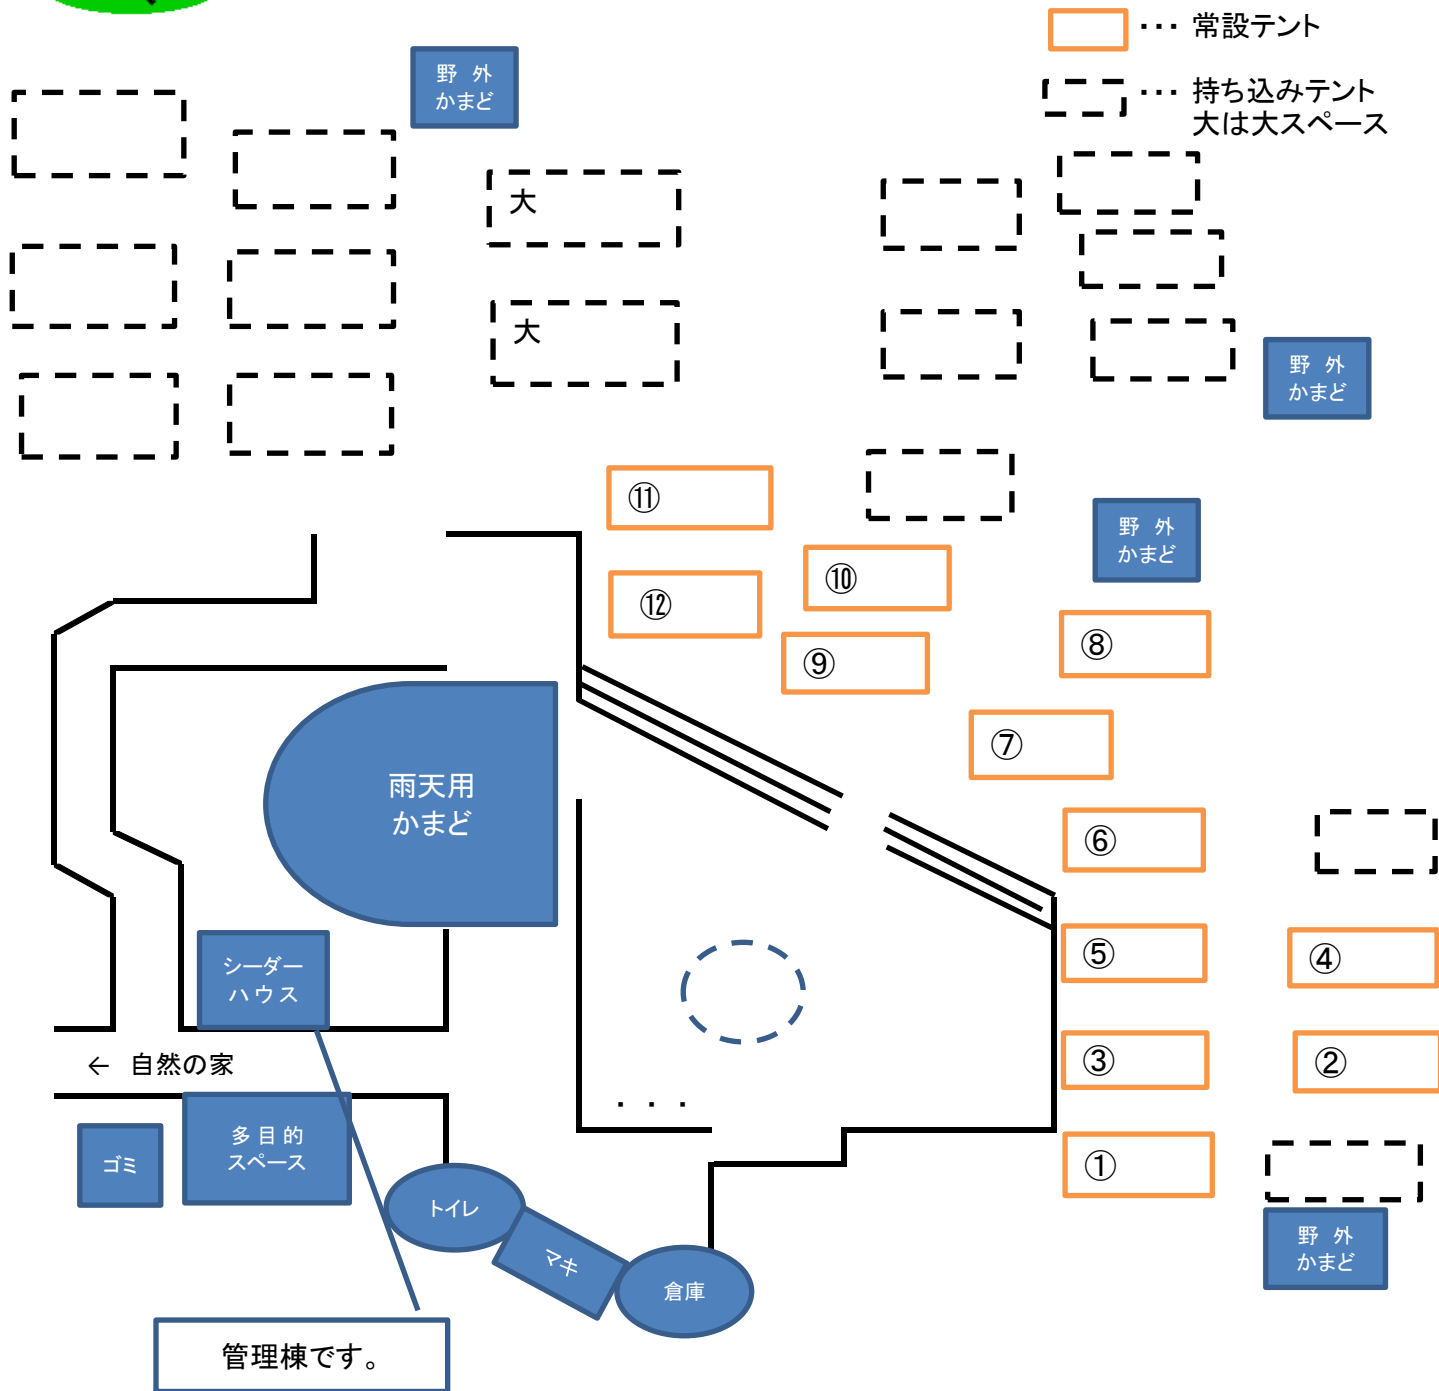 ・・・ 常設テント
・・・ 持ち込みテント
大は大スペース
野 外
かまど
大
大
野 外
かまど
野 外
かまど
⑪
⑩
⑫
⑨
⑧
⑦
雨天用
かまど
⑥
⑤
④
シーダー
ハウス
③
②
← 自然の家
・・・
多目的
スペース
ゴミ
①
トイレ
マキ
倉庫
野 外
かまど
管理棟です。